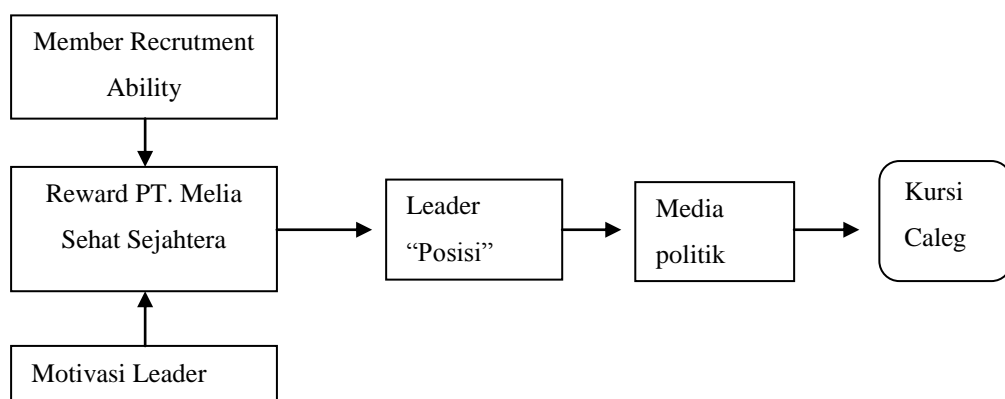 Member Recrutment
Ability
Reward PT. Melia
Sehat Sejahtera
Leader
“Posisi”
Media
politik
Kursi
Caleg
Motivasi Leader